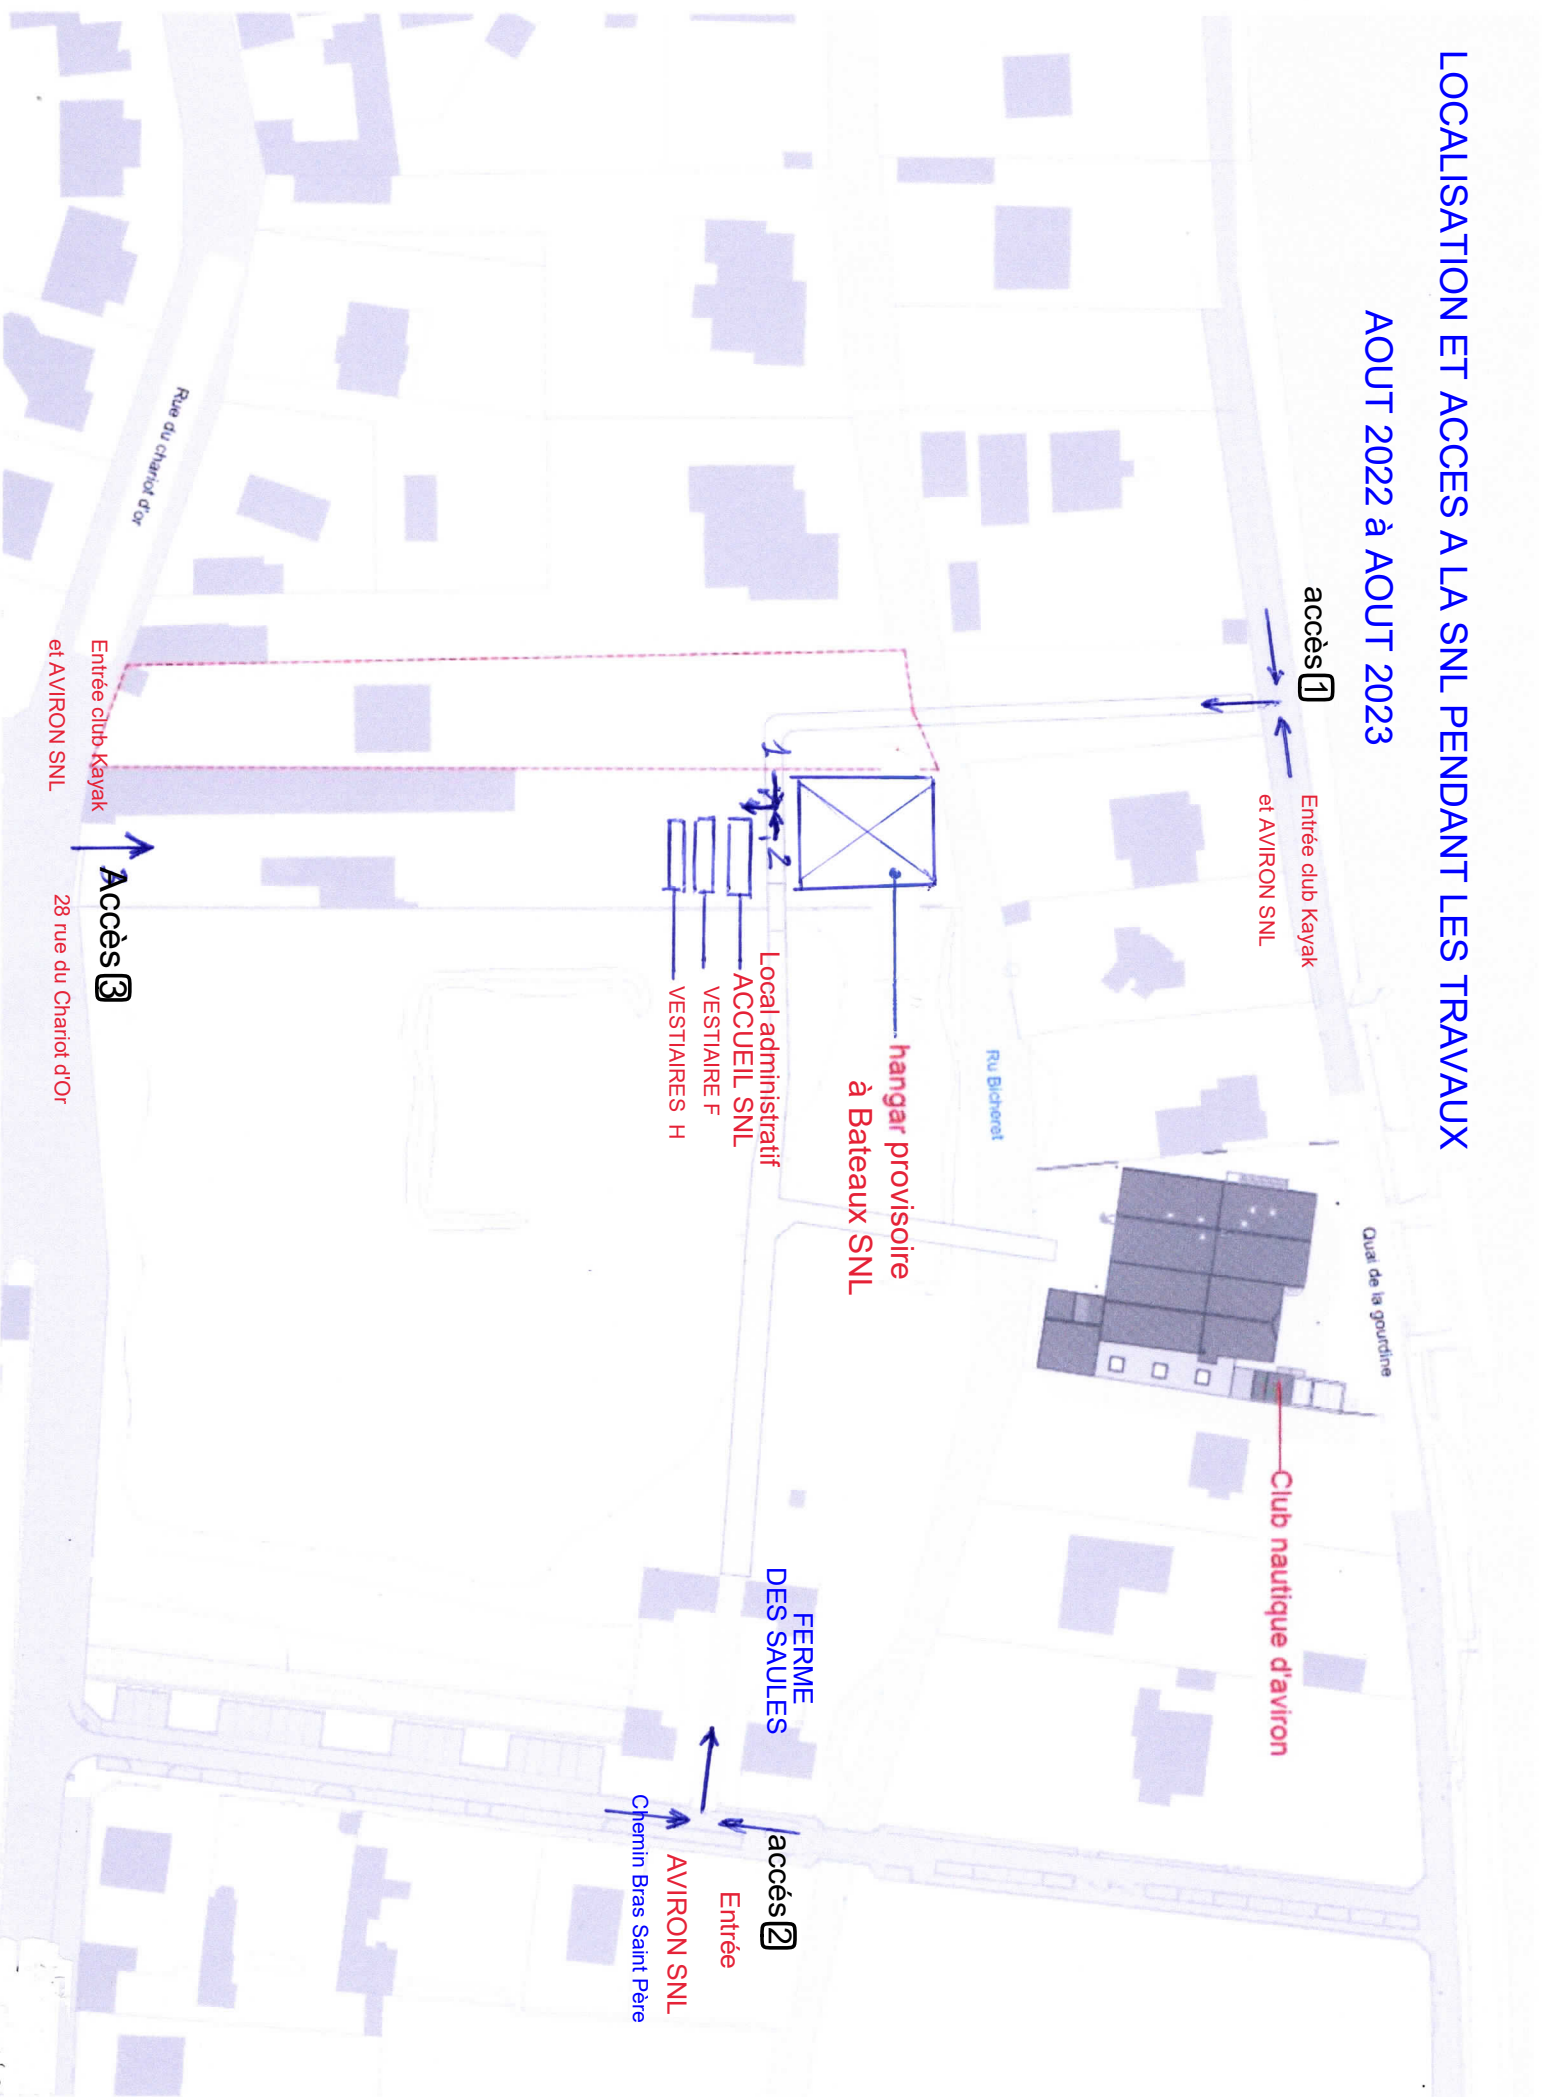 LOCALISATION ET ACCES A LA SNL PENDANT LES TRAVAUX
AOUT 2022 à AOUT 2023
accès 1
Entrée club Kayak
et AVIRON SNL
Quai de la gourdine
Club nautique d'aviron
Ru Bicheret
hangar provisoire
à Bateaux SNL
1
2
Local administratif
ACCUEIL SNL
VESTIAIRE F
VESTIAIRES H
FERME
DES SAULES
accés 2
Entrée
AVIRON SNL
Chemin Bras Saint Père
Rue du chariot d'or
Entrée club Kayak
et AVIRON SNL
Accès 3
28 rue du Chariot d'Or